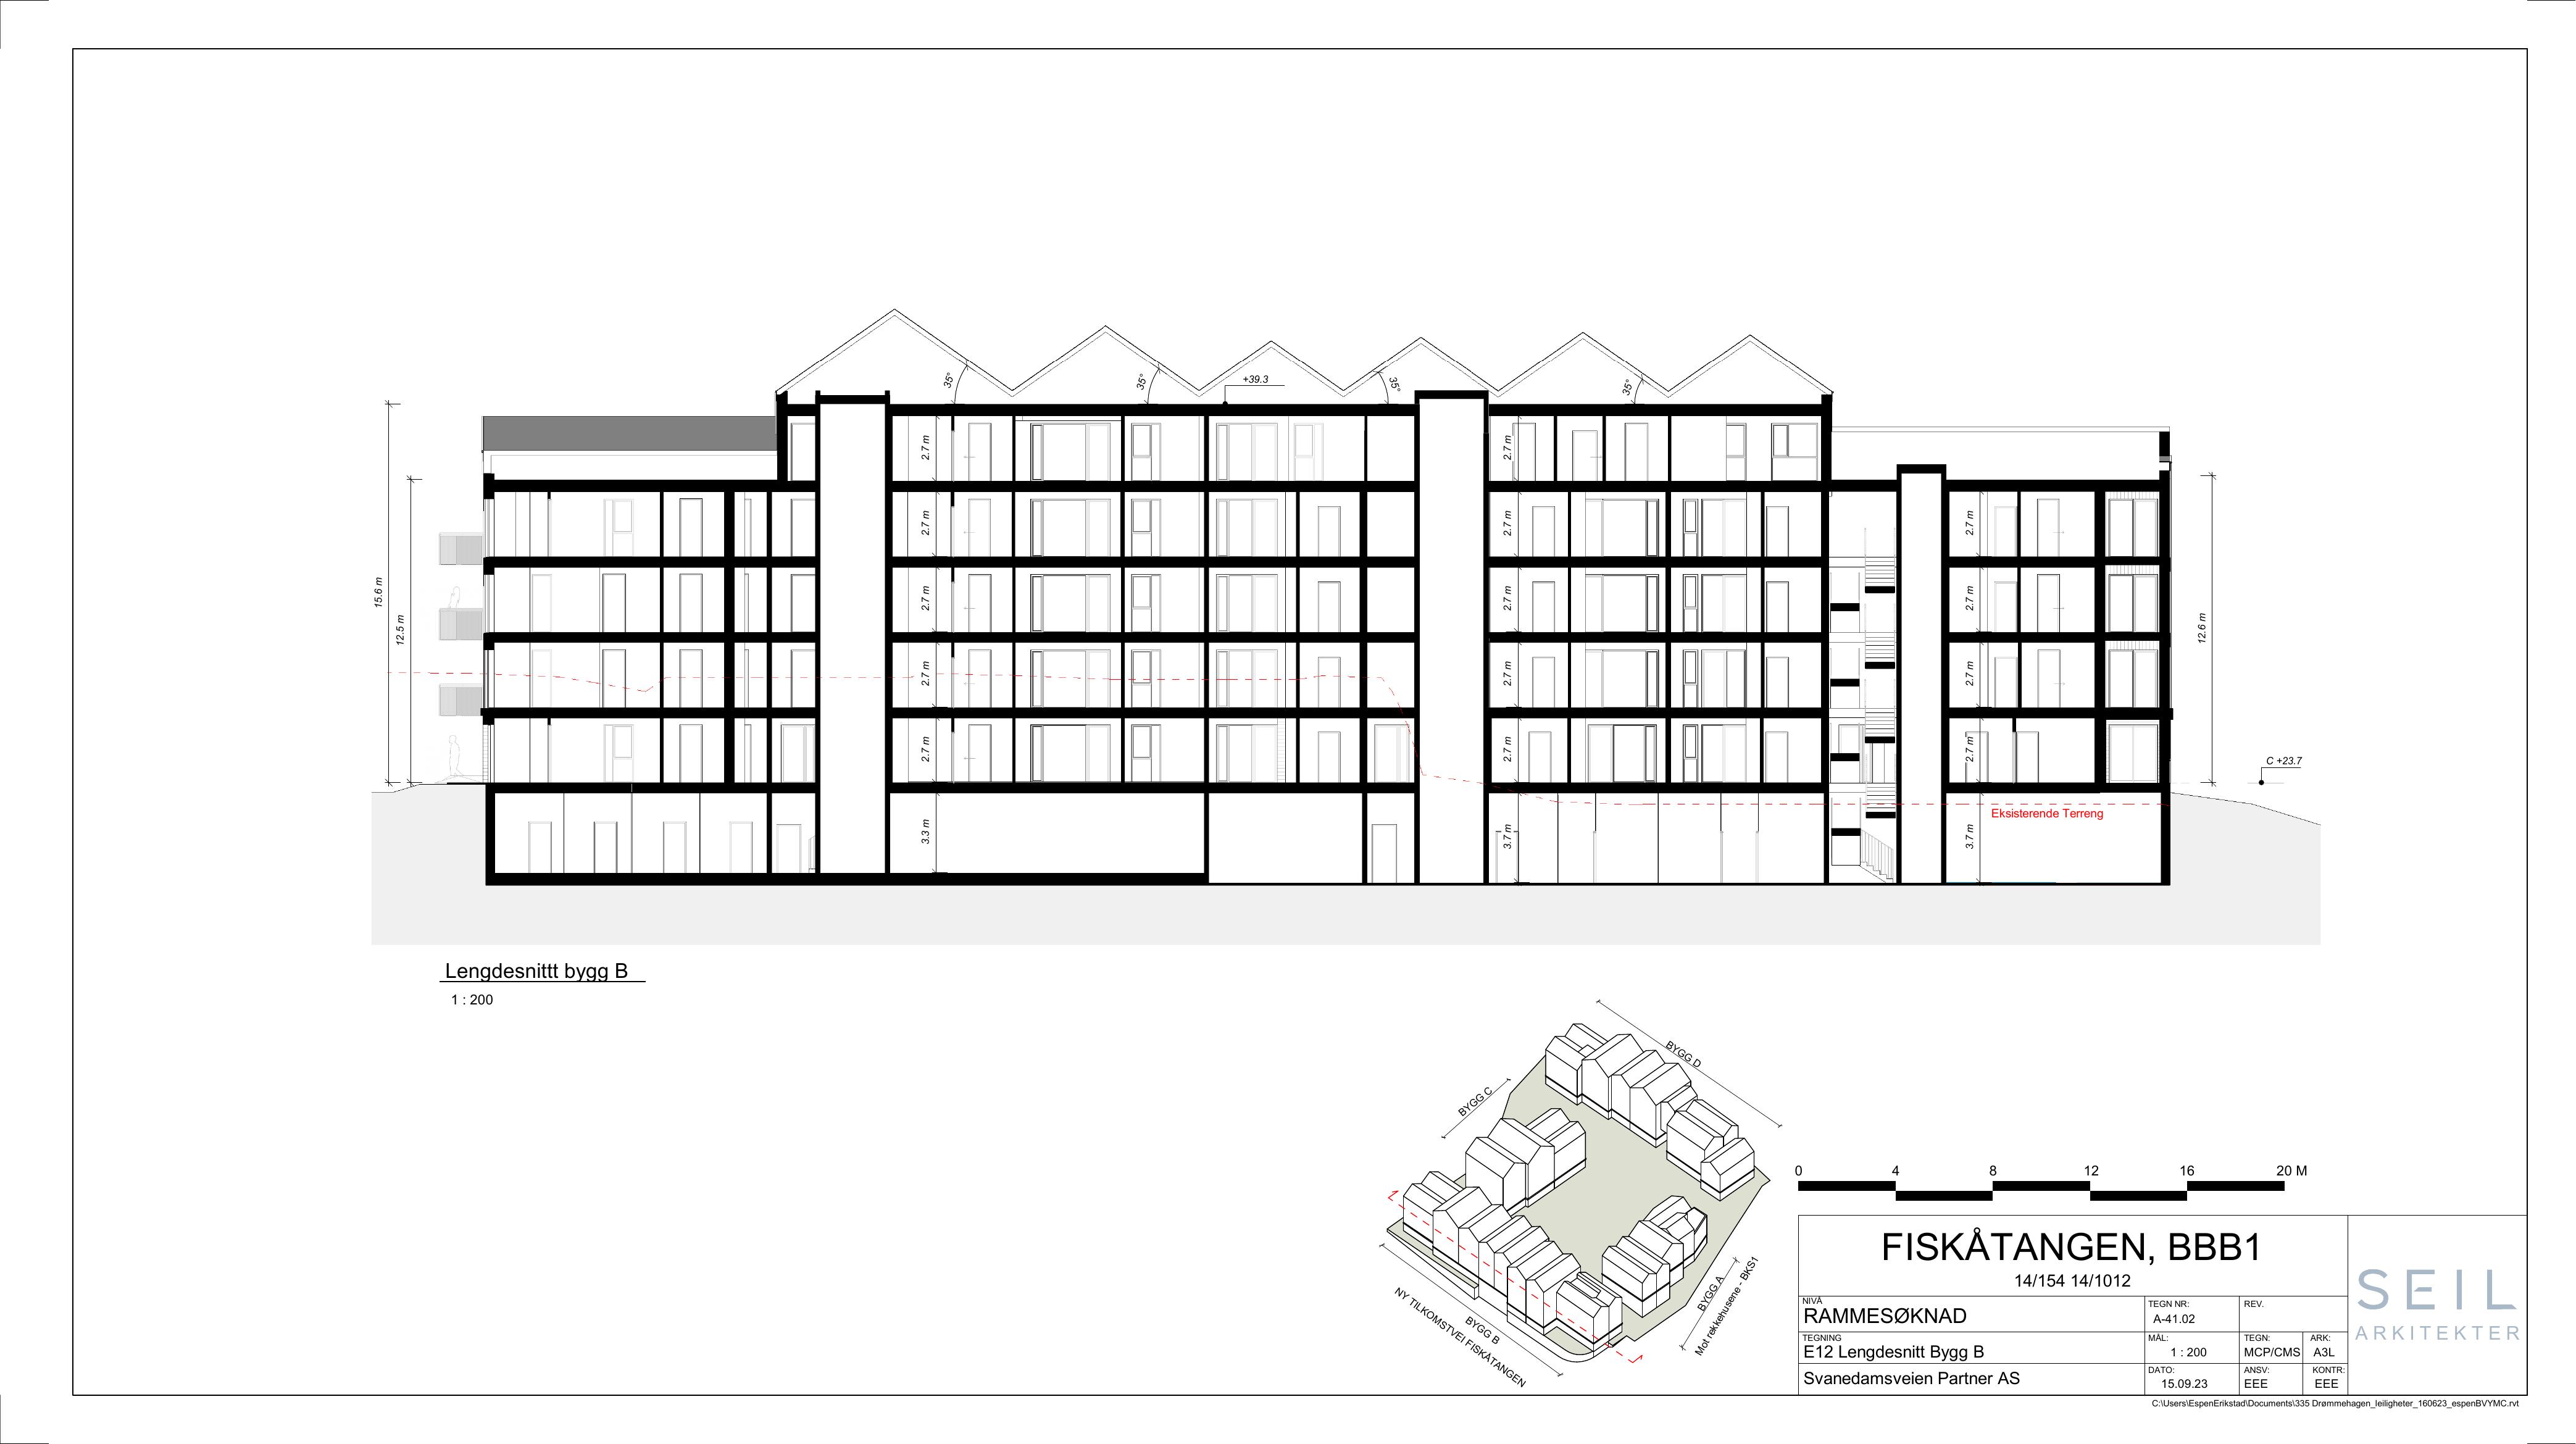 35°
35°
+39.3
35°
35°
2.7 m
2.7 m
2.7 m
2.7 m
2.7 m
2.7 m
2.7 m
2.7 m
15.6 m
12.5 m
12.6 m
2.7 m
2.7 m
2.7 m
2.7 m
2.7 m
2.7 m
C +23.7
Eksisterende Terreng
3.3 m
3.7 m
3.7 m
Lengdesnittt bygg B
1 : 200
BYGG D
BYGG C
BYGG A
Mot rekkehusene - BKS1
BYGG B
NY TILKOMSTVEI FISKÅTANGEN
0 4 8 12 16 20 M
FISKÅTANGEN, BBB1
14/154 14/1012
NIVÅ
RAMMESØKNAD
TEGN NR:
A-41.02
REV.
TEGNING
E12 Lengdesnitt Bygg B
MÅL:
1 : 200
TEGN:
MCP/CMS
ARK:
A3L
Svanedamsveien Partner AS
DATO:
15.09.23
ANSV:
EEE
KONTR:
EEE
SEIL
ARKITEKTER
C:\Users\EspenErikstad\Documents\335 Drømmehagen_leiligheter_160623_espenBVYMC.rvt